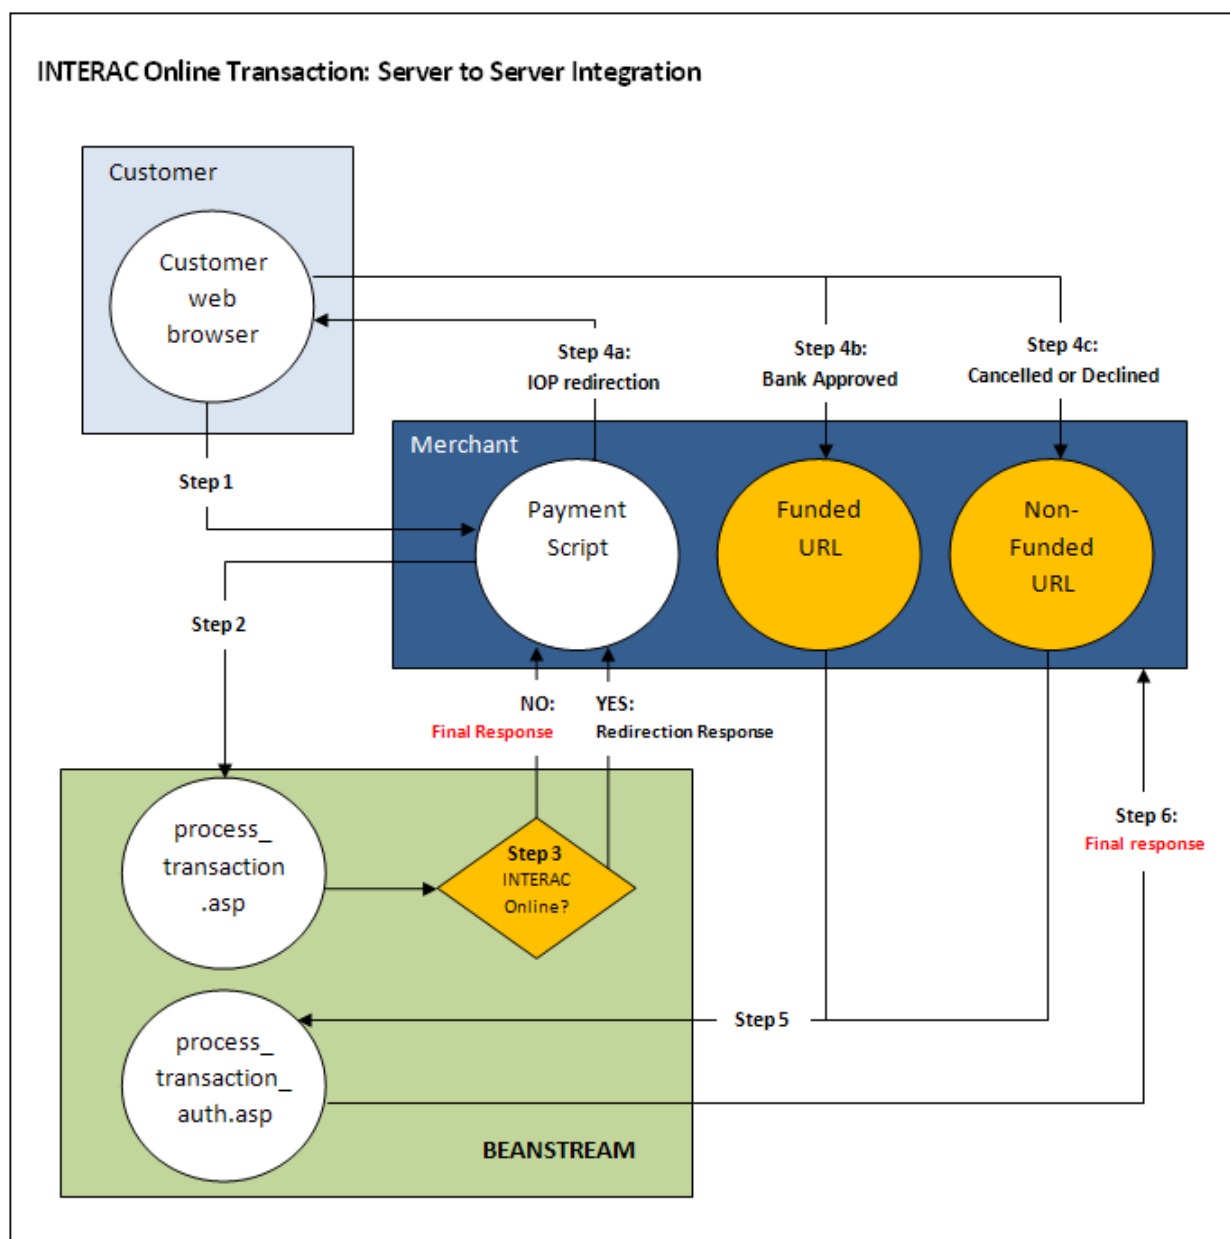 INTERAC Online Transaction: Server to Server Integration
Customer
Customer
web
browser
Step 4a:
IOP redirection
Step 4b:
Bank Approved
Step 4c:
Cancelled or Declined
Merchant
Step 1
Payment
Script
Funded
URL
Non-
Funded
URL
Step 2
NO:
Final Response
YES:
Redirection Response
process_
transaction
.asp
Step 3
INTERAC
Online?
Step 6:
Final response
Step 5
process_
transaction_
auth.asp
BEANSTREAM